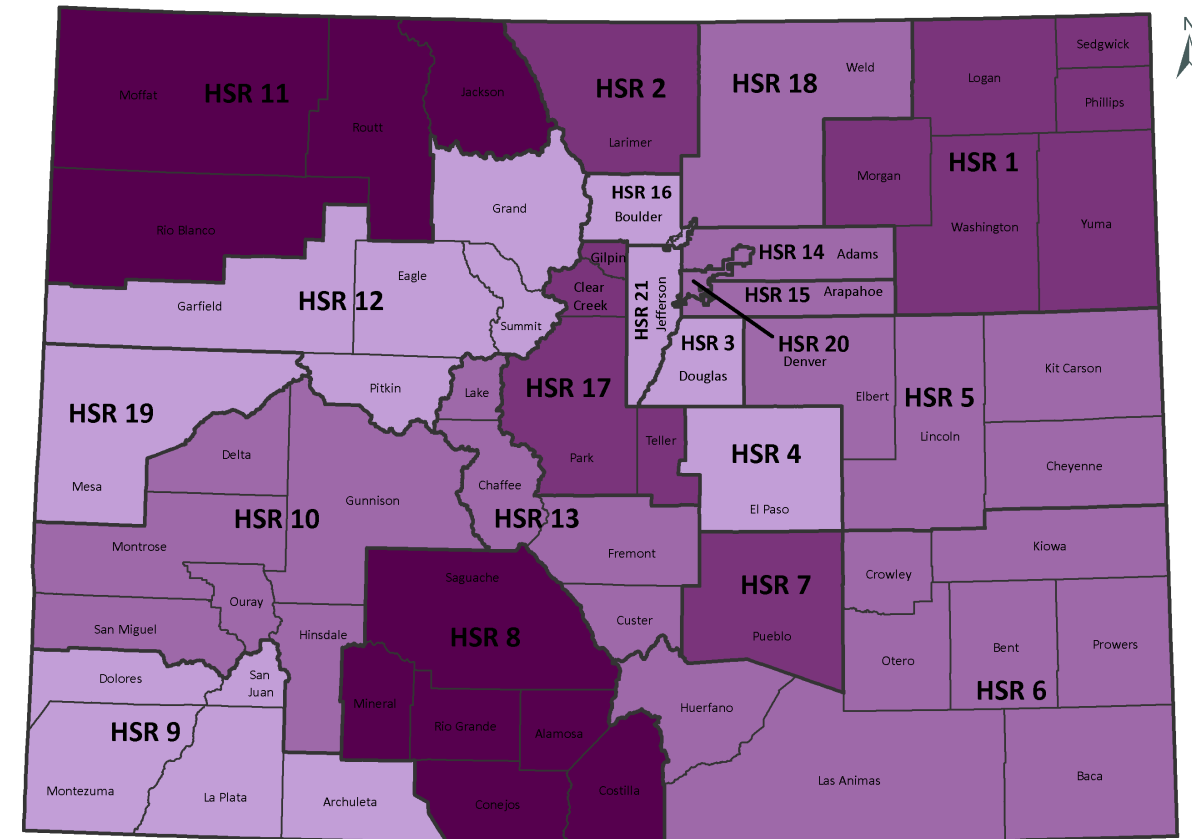 N
Sedgwick
Logan
Weld
HSR 18
HSR 2
Moffat
HSR 11
Jackson
Phillips
Routt
Larimer
HSR 1
Morgan
HSR 16
Boulder
Grand
Rio Blanco
Washington
Yuma
HSR 14
Adams
Gilpin
Eagle
Clear
Creek
HSR 15
Arapahoe
Garfield
HSR 12
HSR 21
Jefferson
Summit
HSR 3
HSR 20
Denver
Douglas
Kit Carson
Pitkin
Lake
HSR 17
Elbert
HSR 5
HSR 19
Lincoln
Teller
Delta
Park
HSR 4
Cheyenne
Mesa
Chaffee
Gunnison
El Paso
HSR 10
HSR 13
Montrose
Fremont
Kiowa
Saguache
Crowley
HSR 7
Ouray
San Miguel
Hinsdale
HSR 8
Custer
Pueblo
Bent
Prowers
Otero
Dolores
San
Juan
HSR 6
Mineral
Huerfano
HSR 9
Rio Grande
Alamosa
Las Animas
Baca
Montezuma
La Plata
Archuleta
Conejos
Costilla